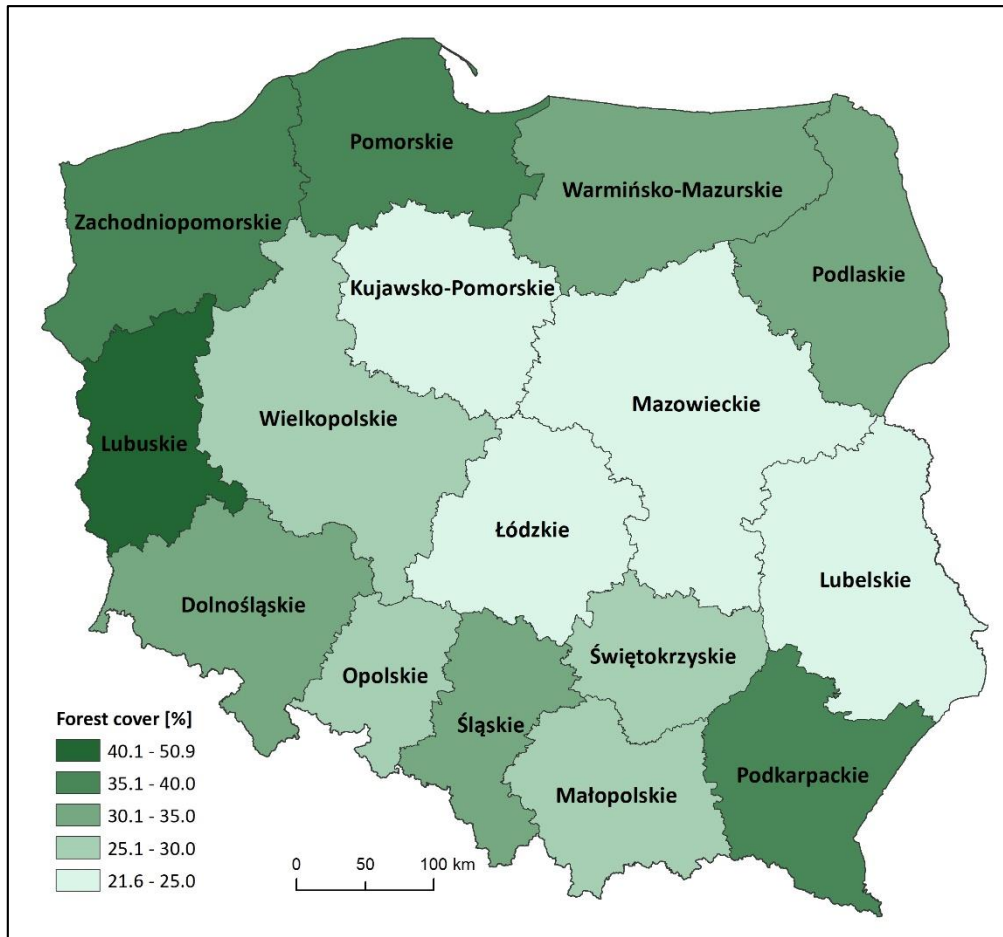 Pomorskie
Warmińsko-Mazurskie
Zachodniopomorskie
Podlaskie
Kujawsko-Pomorskie
Mazowieckie
Wielkopolskie
Lubuskie
Łódzkie
Lubelskie
Dolnośląskie
Świętokrzyskie
Opolskie
Śląskie
Podkarpackie
Małopolskie
Forest cover [%]
40.1 - 50.9
35.1 - 40.0
30.1 - 35.0
25.1 - 30.0
21.6 - 25.0
0 50 100 km